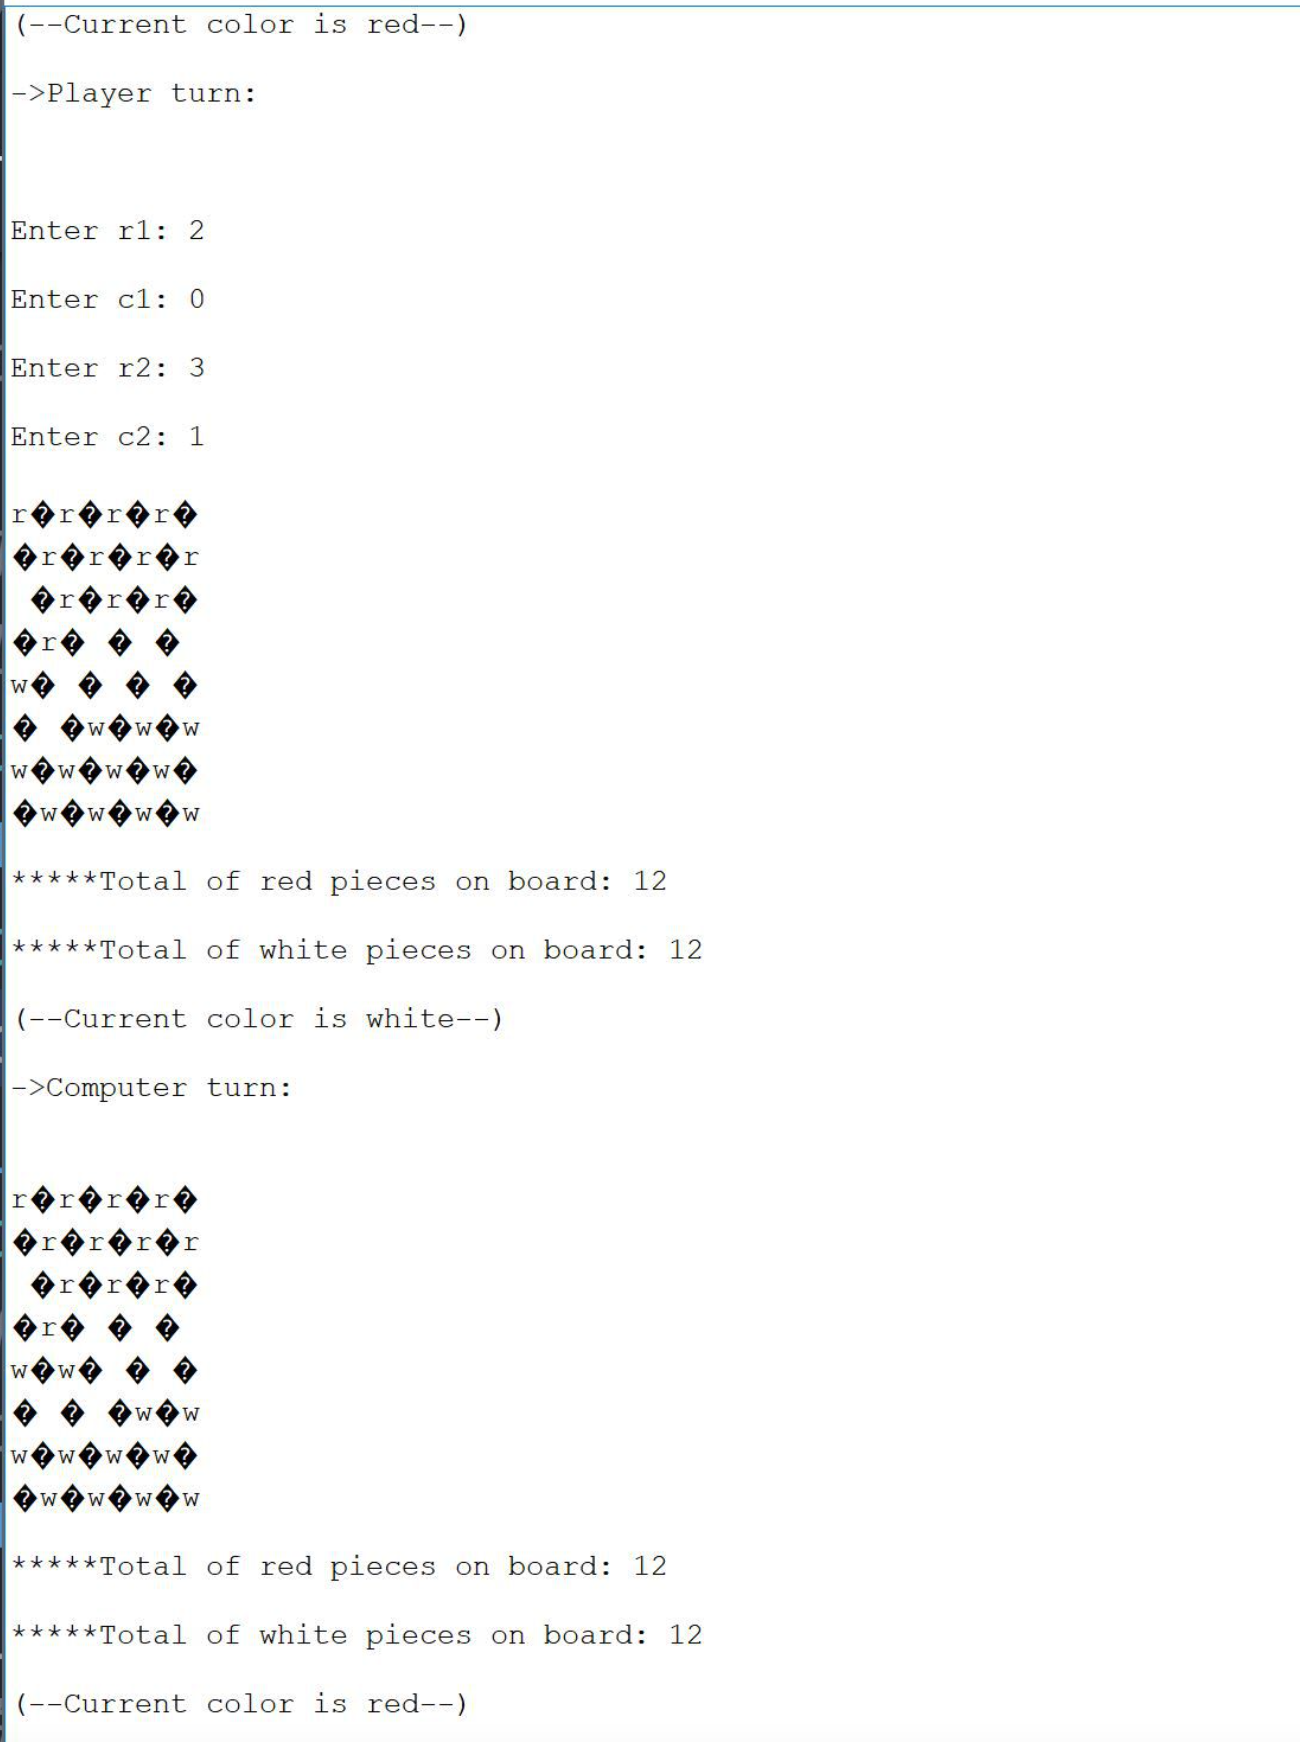 (--Current color is red--)
->Player turn:
Enter r1: 2
Enter c1: 0
Enter r2: 3
Enter c2: 1
r�r�r�r�
�r�r�r�r
 �r�r�r�
�r� � � 
w� � � �
� �w�w�w
w�w�w�w�
�w�w�w�w
*****Total of red pieces on board: 12
*****Total of white pieces on board: 12
(--Current color is white--)
->Computer turn:
r�r�r�r�
�r�r�r�r
 �r�r�r�
�r� � � 
w�w� � �
� � �w�w
w�w�w�w�
�w�w�w�w
*****Total of red pieces on board: 12
*****Total of white pieces on board: 12
(--Current color is red--)